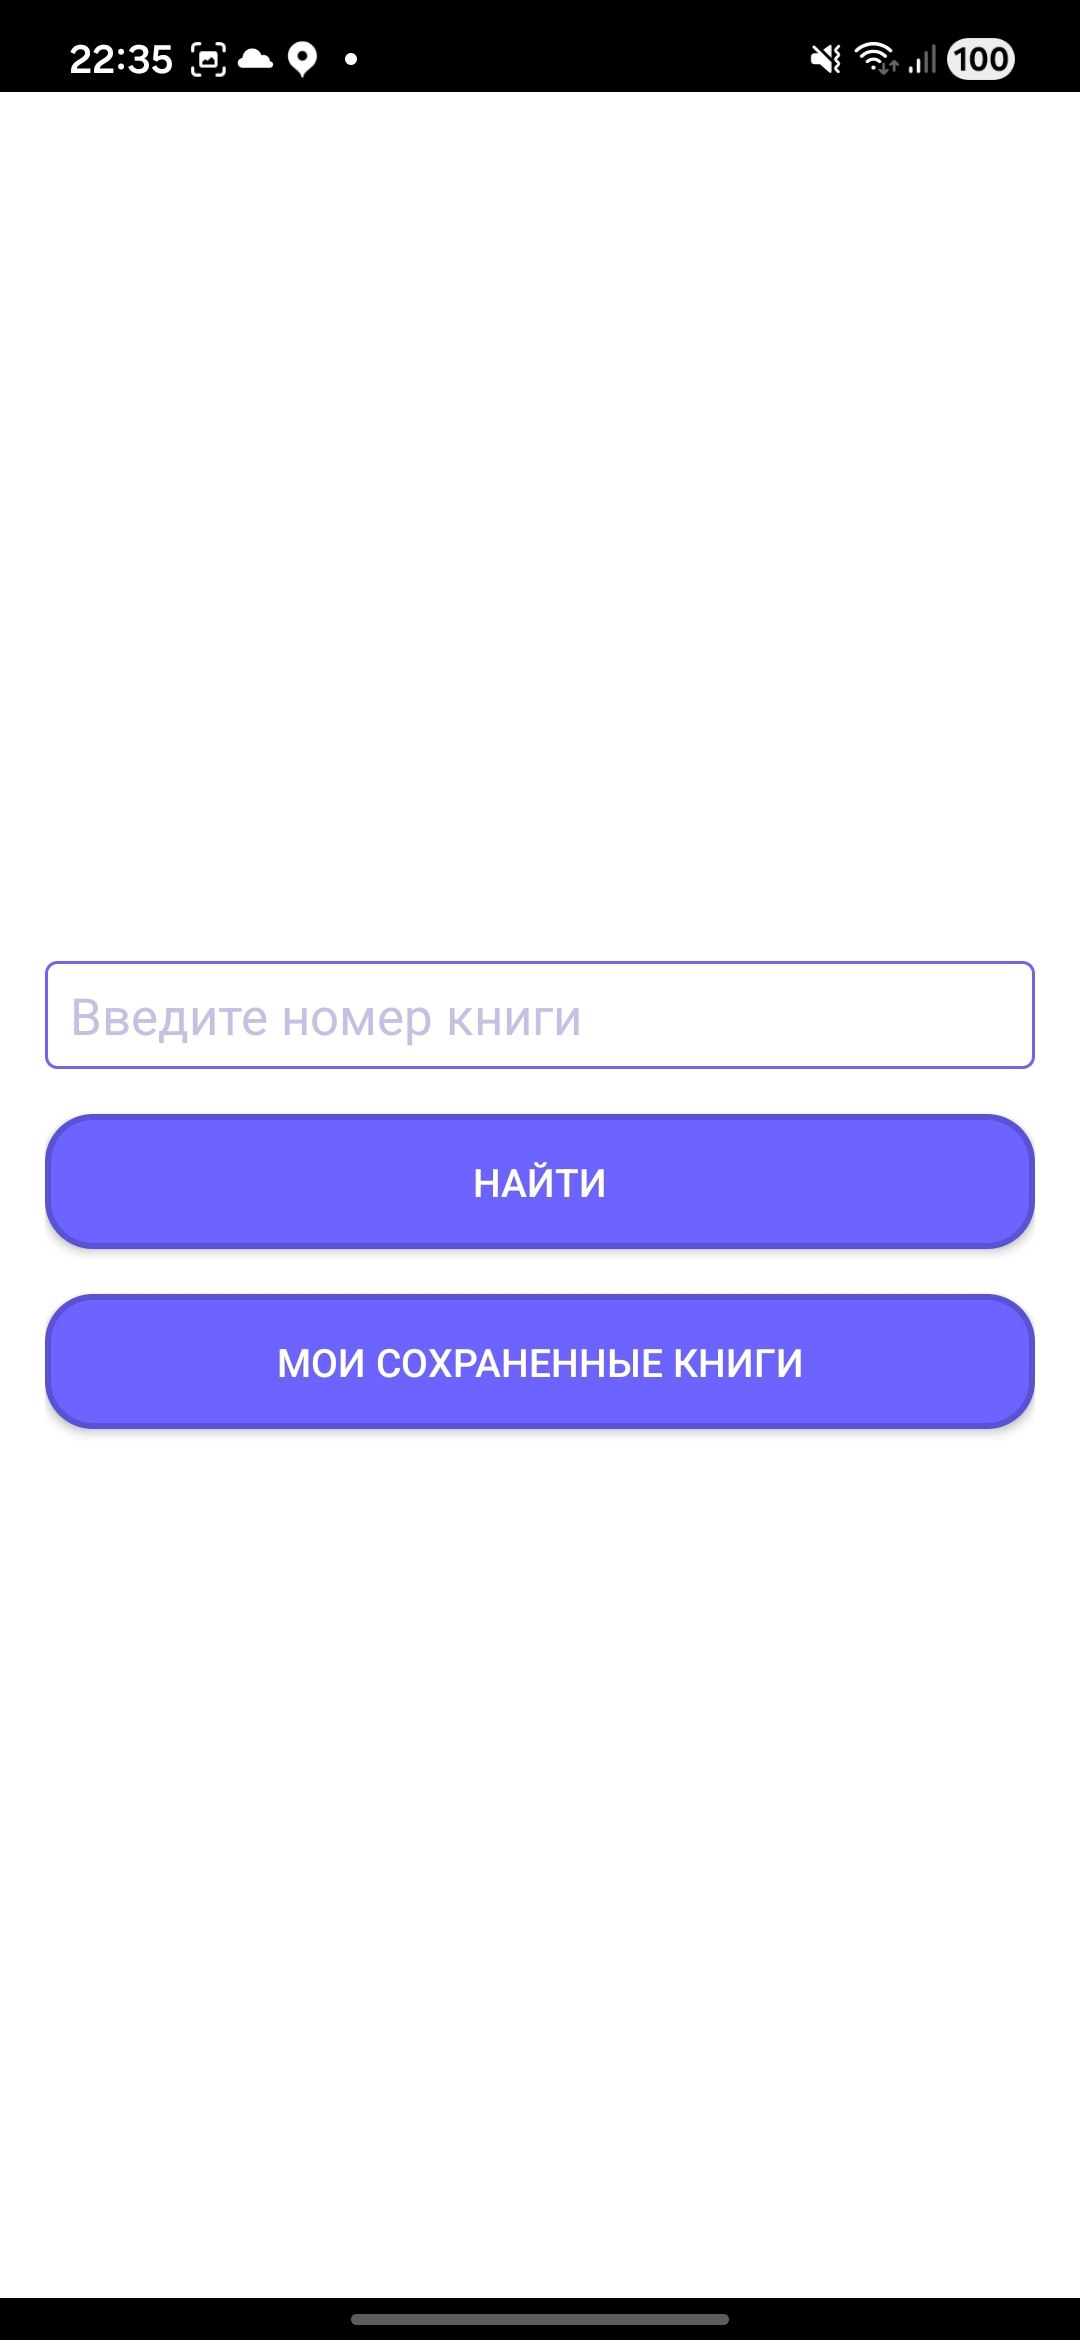 22:35
100
Введите номер книги
НАЙТИ
МОИ СОХРАНЕННЫЕ КНИГИ